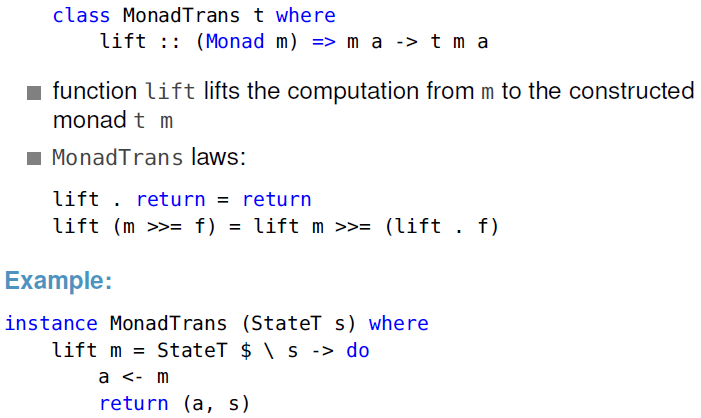 class MonadTrans t where
lift :: (Monad m) => m a -> t m a
function lift lifts the computation from m to the constructed
monad t m
MonadTrans laws:
lift . return = return
lift (m >>= f) = lift m >>= (lift . f)
Example:
instance MonadTrans (StateT s) where
lift m = StateT $ \ s -> do
a <- m
return (a, s)